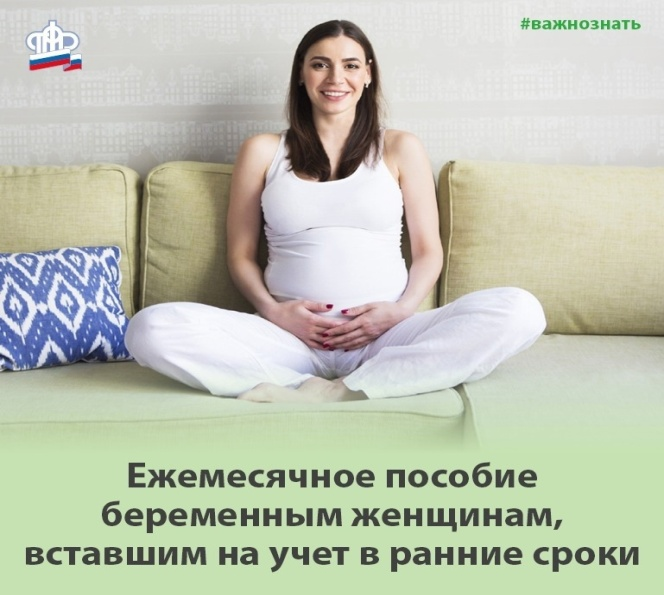 #важнознать
Ежемесячное пособие
беременным женщинам,
вставшим на учет в ранние сроки